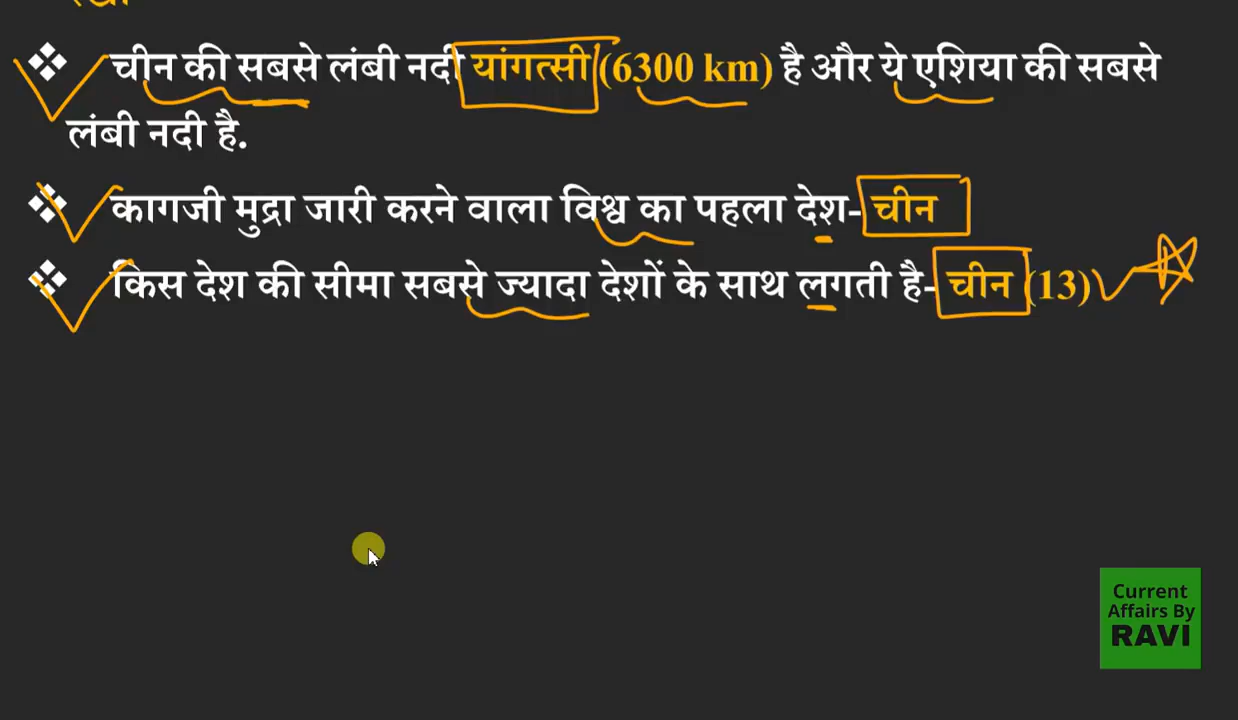 ❖ चीन की सबसे लंबी नदी यांगत्सी (6300 km) है और ये एशिया की सबसे
लंबी नदी है.
❖ कागजी मुद्रा जारी करने वाला विश्व का पहला देश- चीन
❖ किस देश की सीमा सबसे ज्यादा देशों के साथ लगती है- चीन (13)
Current
Affairs By
RAVI